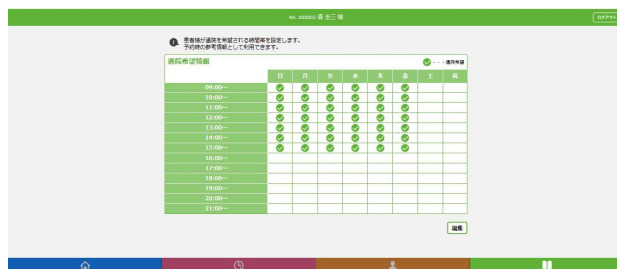 No. 000003 森 圭三 様
ログアウト
患者様が通院を希望される時間帯を設定します。
予約時の参考情報として利用できます。
通院希望情報
・・・通院希望
日 月 火 水 木 金 土 祝
09:00～
10:00～
11:00～
12:00～
13:00～
14:00～
15:00～
16:00～
17:00～
18:00～
19:00～
20:00～
21:00～
編集